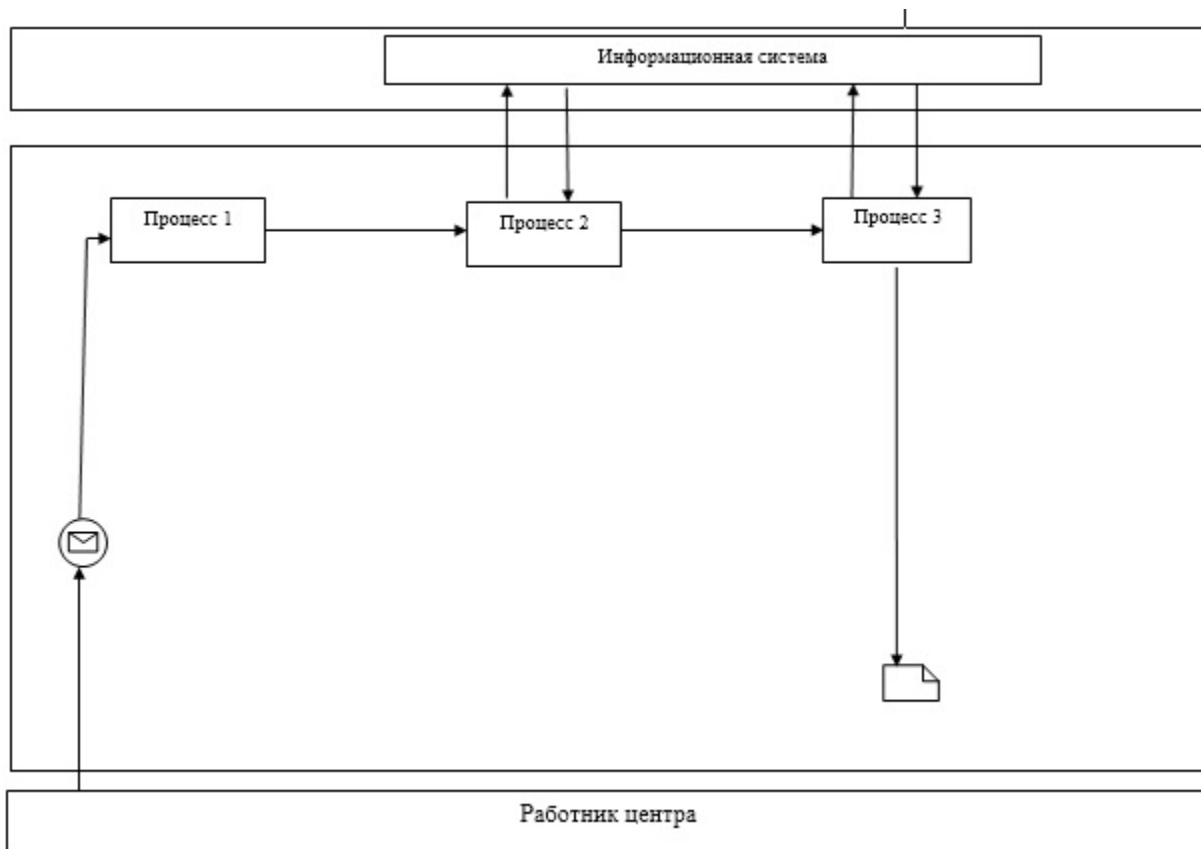 Информационная система
Процесс 1
Процесс 2
Процесс 3
Работник центра